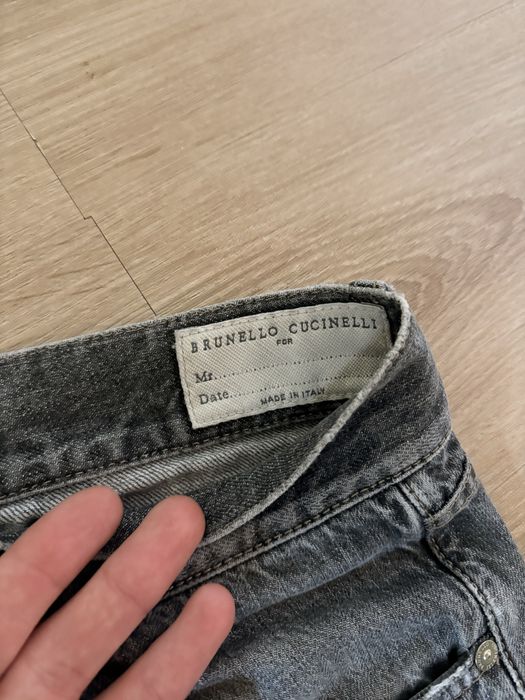 BRUNELLO CUCINELLI
FOR
Mr..............................
Date..............................
MADE IN ITALY